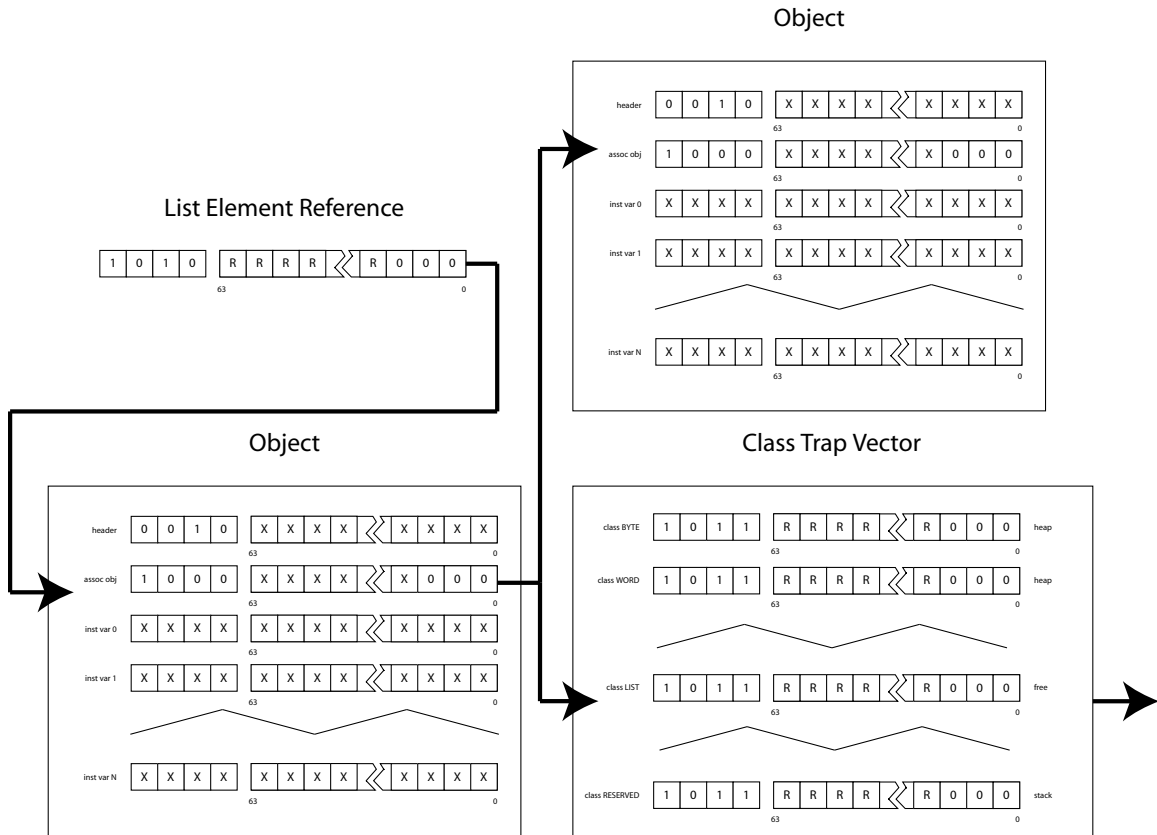 Object
header 0 0 1 0 X X X X X X X X
63 0
assoc obj 1 0 0 0 X X X X X 0 0 0
63 0
inst var 0 X X X X X X X X X X X X
63 0
inst var 1 X X X X X X X X X X X X
63 0
inst var N X X X X X X X X X X X X
63 0
List Element Reference
1 0 1 0 R R R R R 0 0 0
63 0
Object
header 0 0 1 0 X X X X X X X X
63 0
assoc obj 1 0 0 0 X X X X X 0 0 0
63 0
inst var 0 X X X X X X X X X X X X
63 0
inst var 1 X X X X X X X X X X X X
63 0
inst var N X X X X X X X X X X X X
63 0
Class Trap Vector
class BYTE 1 0 1 1 R R R R R 0 0 0 heap
63 0
class WORD 1 0 1 1 R R R R R 0 0 0 heap
63 0
class LIST 1 0 1 1 R R R R R 0 0 0 free
63 0
class RESERVED 1 0 1 1 R R R R R 0 0 0 stack
63 0